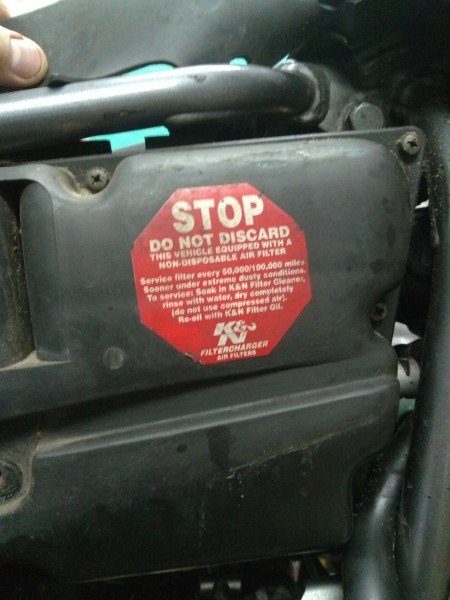 STOP
DO NOT DISCARD
THIS VEHICLE EQUIPPED WITH A
NON-DISPOSABLE AIR FILTER
Service filter every 50,000/100,000 miles
Sooner under extreme dusty conditions.
To service: Soak in K&N Filter Cleaner,
rinse with water, dry completely
(do not use compressed air).
Re-oil with K&N Filter Oil.
K&N
FILTERCHARGER
AIR FILTERS